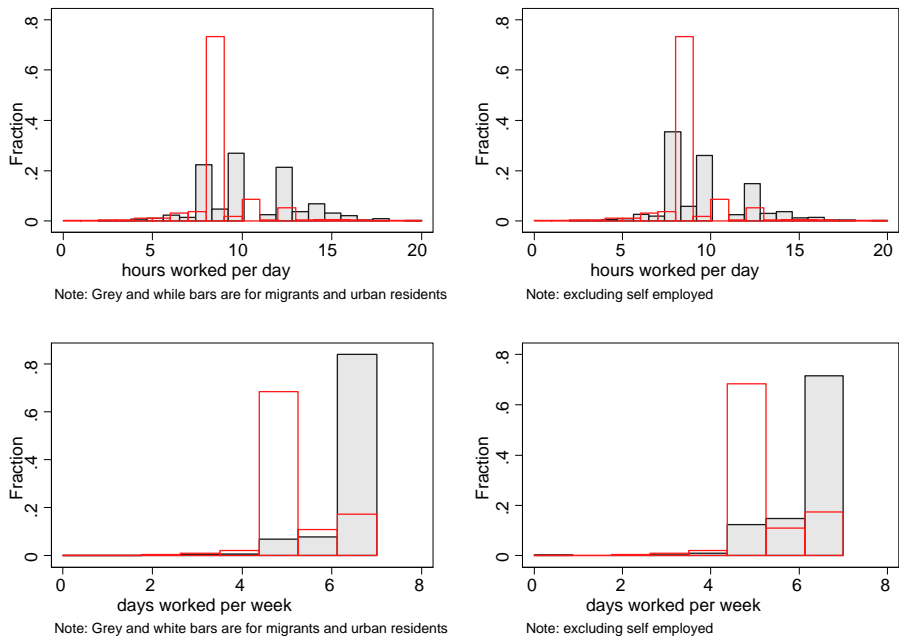 .8
.6
.4
.2
0
Fraction
0 5 10 15 20
hours worked per day
Note: Grey and while bars are for migrants and urban residents
.8
.6
.4
.2
0
Fraction
0 5 10 15 20
hours worked per day
Note: excluding self employed
.8
.6
.4
.2
0
Fraction
0 2 4 6 8
days worked per week
Note: Grey and white bars are for migrants and urban residents
.8
.6
.4
.2
0
Fraction
0 2 4 6 8
days worked per week
Note: excluding self employed